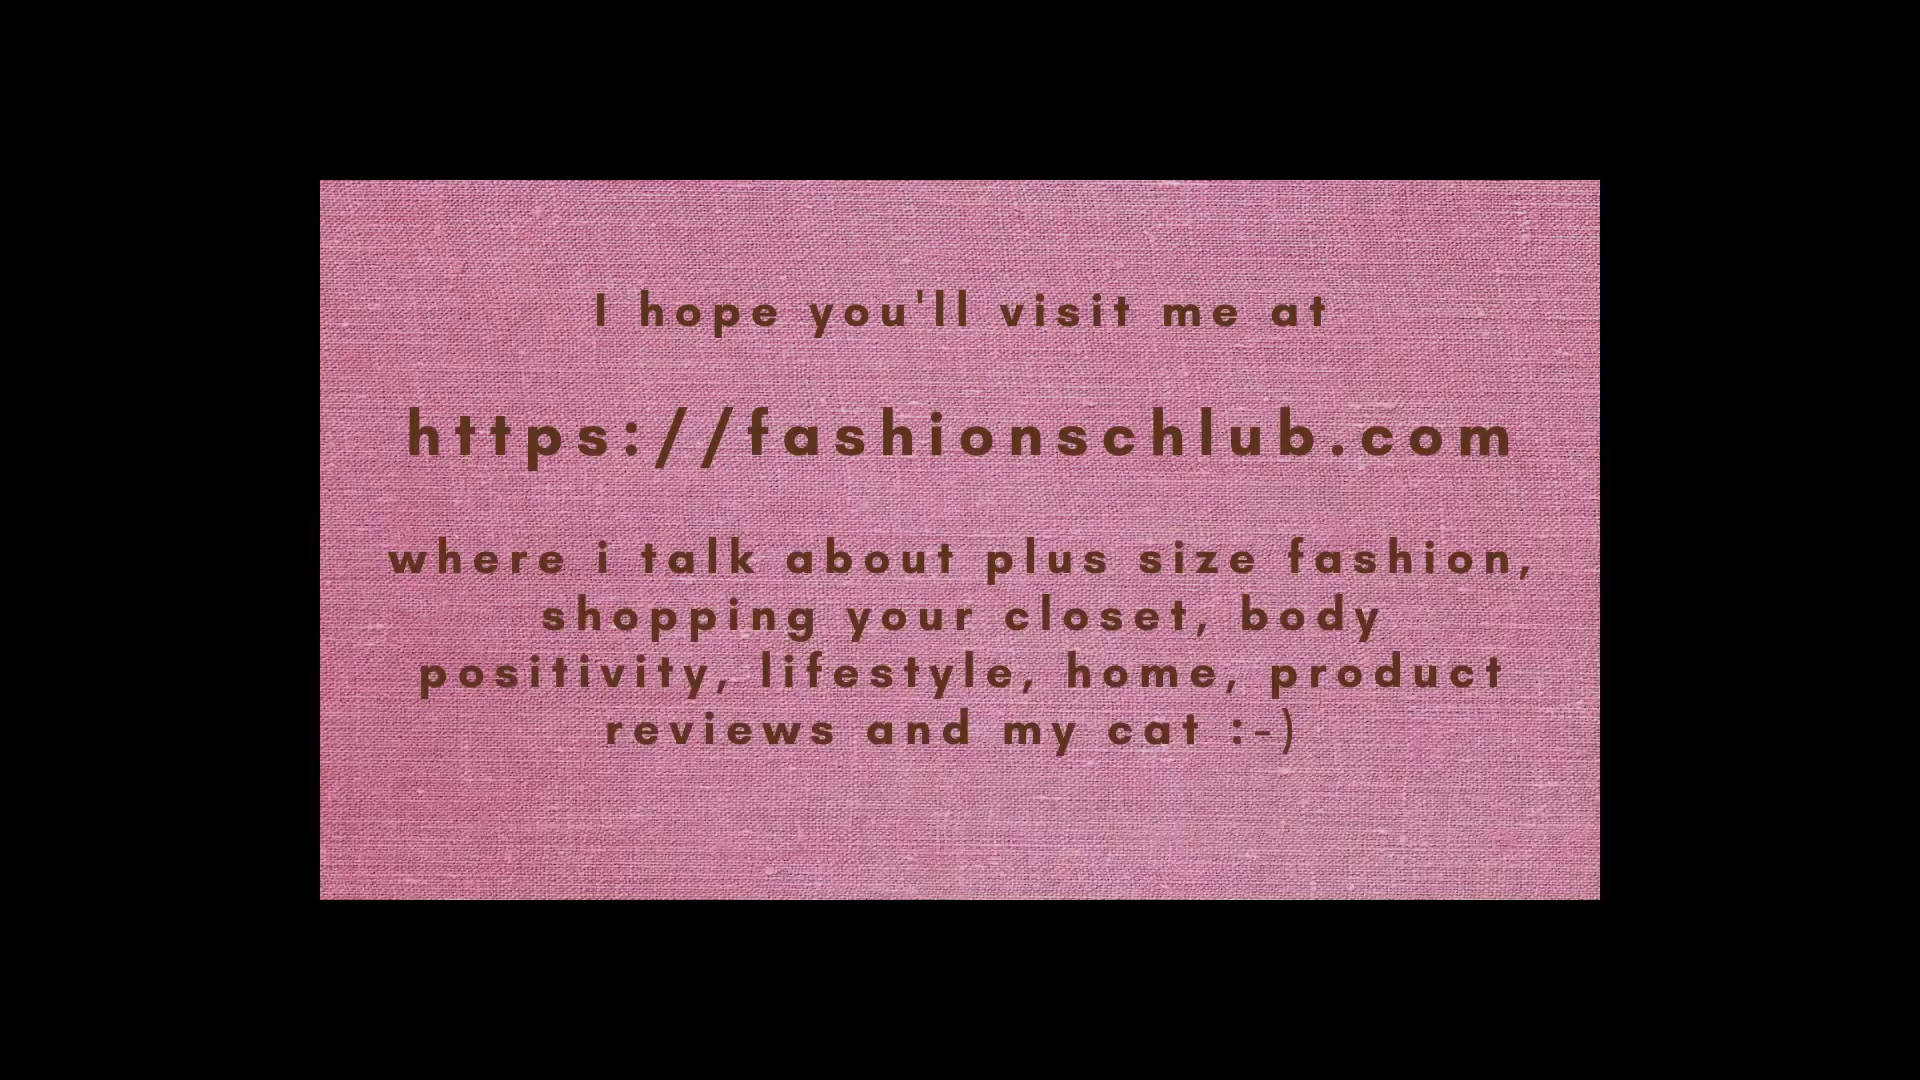 I hope you'll visit me at
https://fashionschlub.com
where i talk about plus size fashion,
shopping your closet, body
positivity, lifestyle, home, product
reviews and my cat :-)